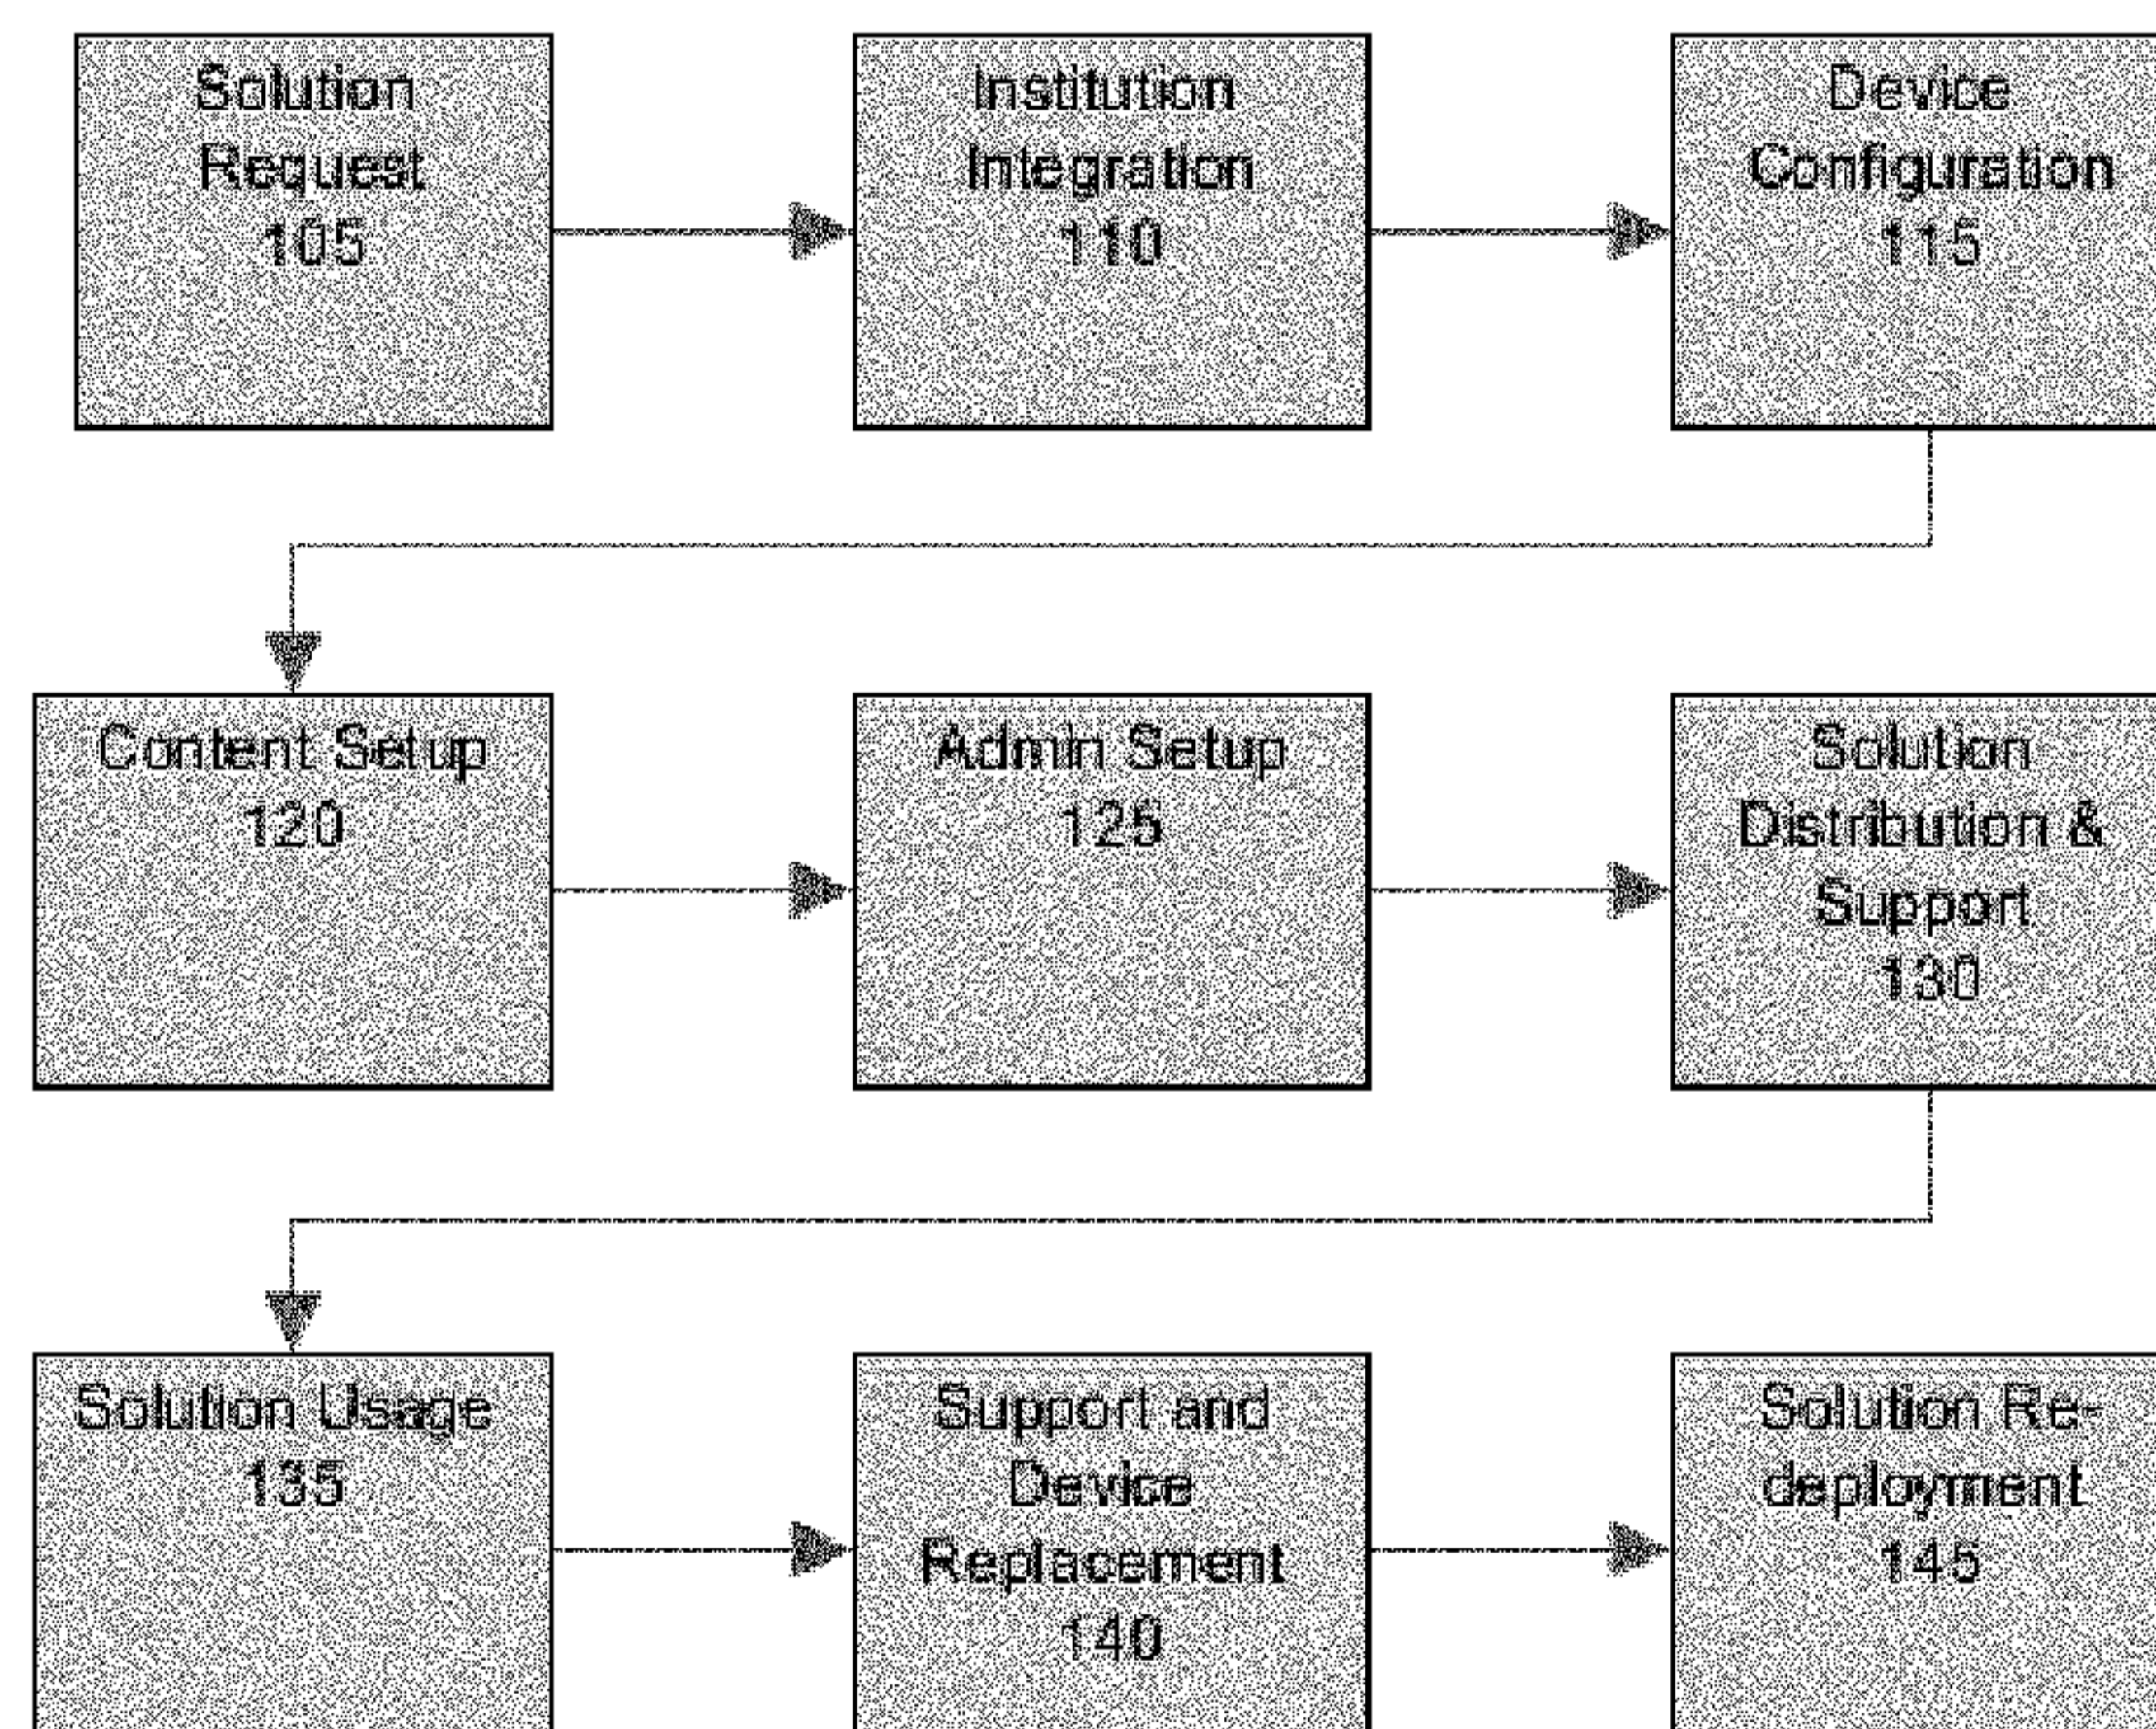 Solution
Request
105
Institution
Integration
110
Device
Configuration
115
Content Setup
120
Admin Setup
125
Solution
Distribution &
Support
130
Solution Usage
135
Support and
Device
Replacement
140
Solution Re-
deployment
145